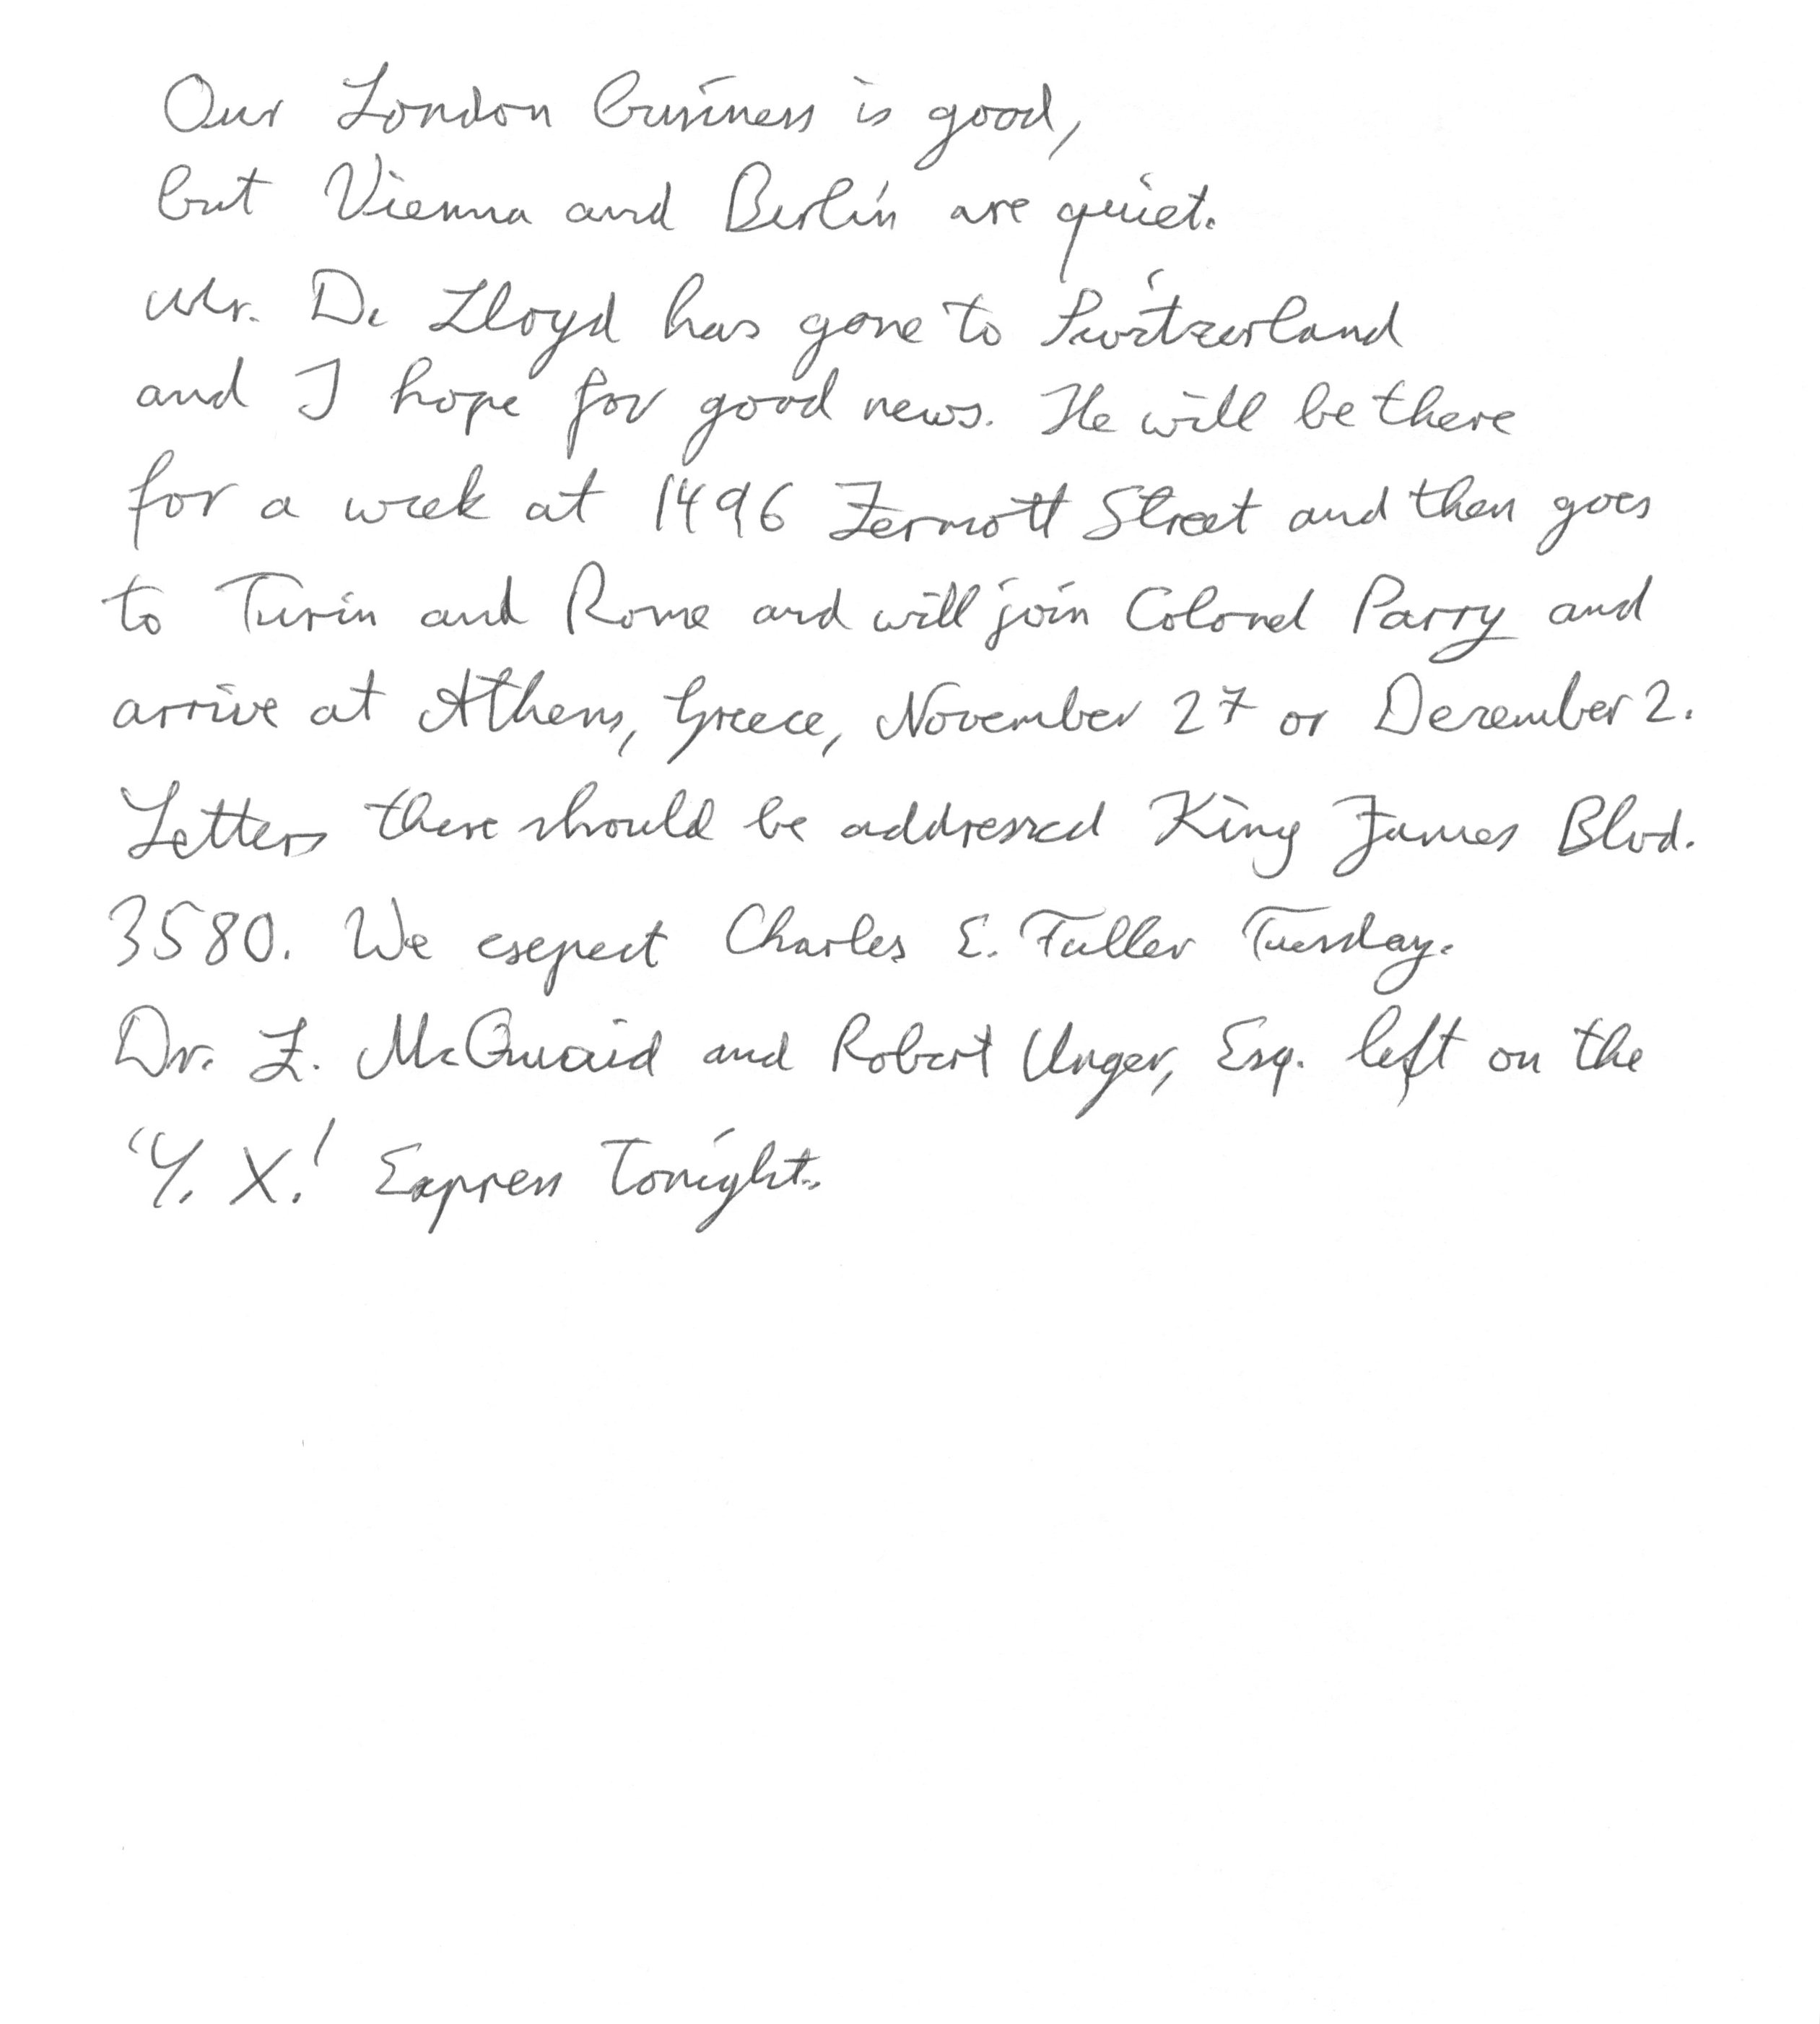 Our London business is good,
but Vienna and Berlin are quiet.
Mr. D. Lloyd has gone to Switzerland
and I hope for good news. He will be there
for a week at 1496 Zermott Street and then goes
to Turin and Rome and will join Colonel Parry and
arrive at Athens, Greece, November 27 or December 2.
Letters there should be addressed King James Blvd.
3580. We expect Charles E. Fuller Tuesday.
Dr. L. McQuaid and Robert Unger, Esq. left on the
'Y. X.' Express Tonight.